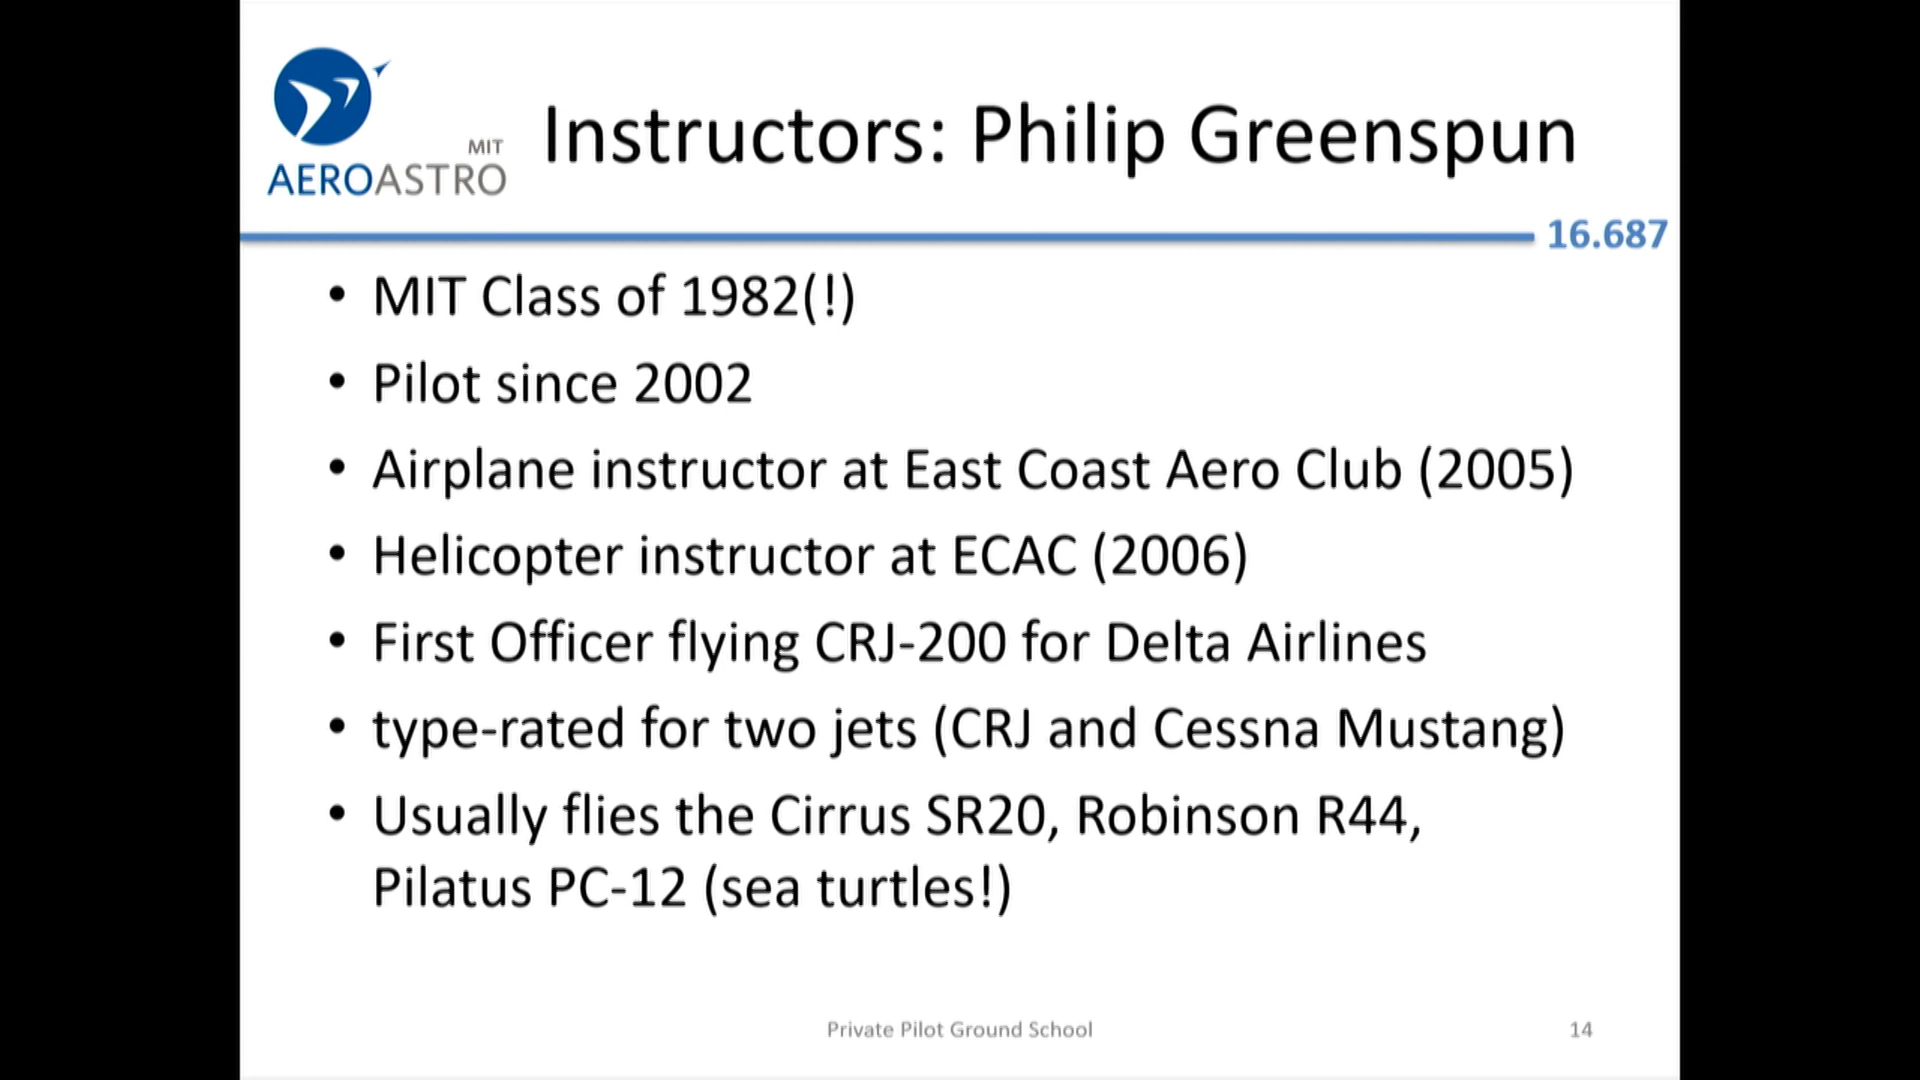 MIT
AEROASTRO
Instructors: Philip Greenspun
16.687
• MIT Class of 1982(!)
• Pilot since 2002
• Airplane instructor at East Coast Aero Club (2005)
• Helicopter instructor at ECAC (2006)
• First Officer flying CRJ-200 for Delta Airlines
• type-rated for two jets (CRJ and Cessna Mustang)
• Usually flies the Cirrus SR20, Robinson R44,
Pilatus PC-12 (sea turtles!)
Private Pilot Ground School
14